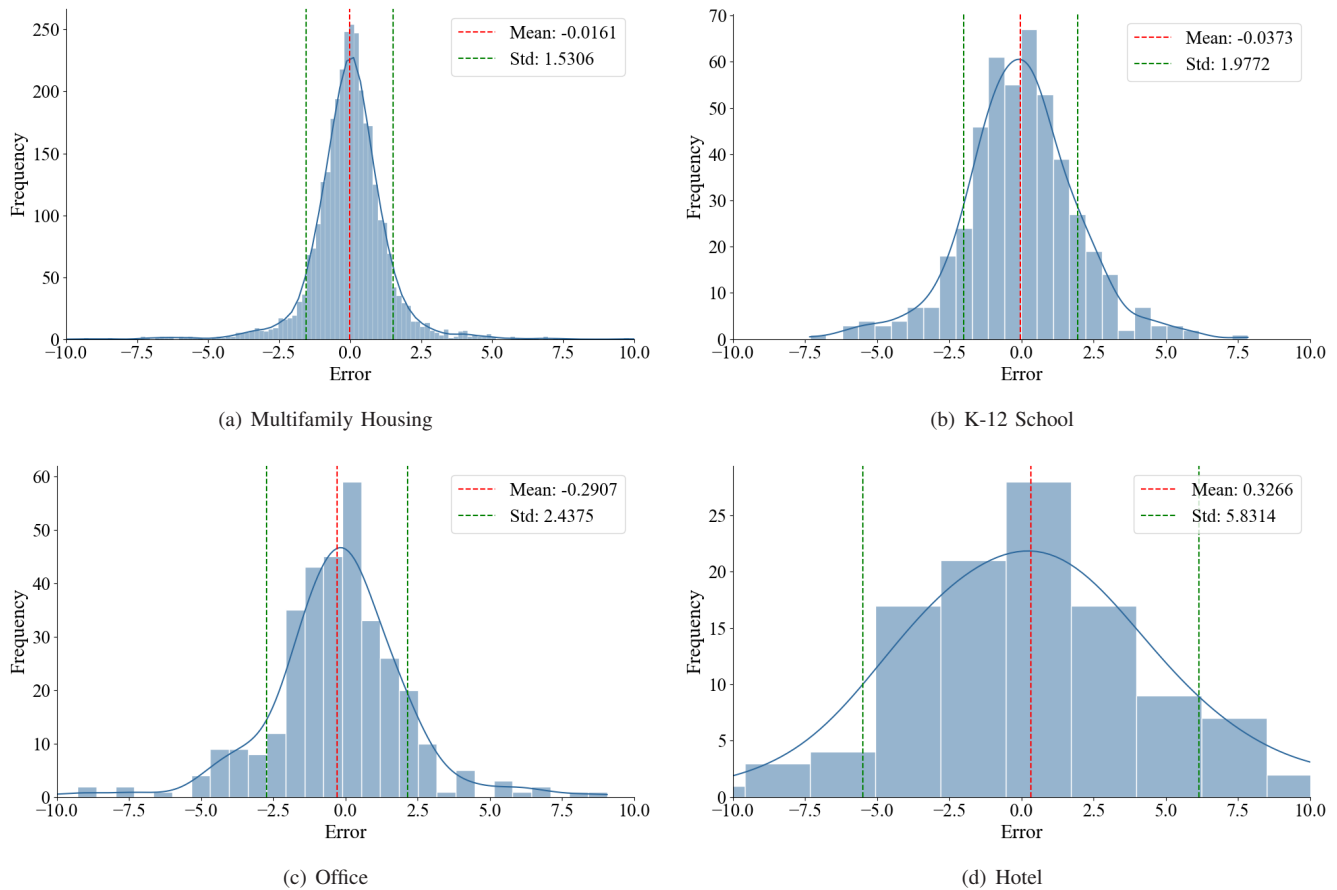 Mean: -0.0161
Std: 1.5306
Frequency
250
200
150
100
50
0
−10.0 −7.5 −5.0 −2.5 0.0 2.5 5.0 7.5 10.0
Error
(a) Multifamily Housing
Mean: -0.0373
Std: 1.9772
Frequency
70
60
50
40
30
20
10
0
−10.0 −7.5 −5.0 −2.5 0.0 2.5 5.0 7.5 10.0
Error
(b) K-12 School
Mean: -0.2907
Std: 2.4375
Frequency
60
50
40
30
20
10
0
−10.0 −7.5 −5.0 −2.5 0.0 2.5 5.0 7.5 10.0
Error
(c) Office
Mean: 0.3266
Std: 5.8314
Frequency
25
20
15
10
5
0
−10.0 −7.5 −5.0 −2.5 0.0 2.5 5.0 7.5 10.0
Error
(d) Hotel